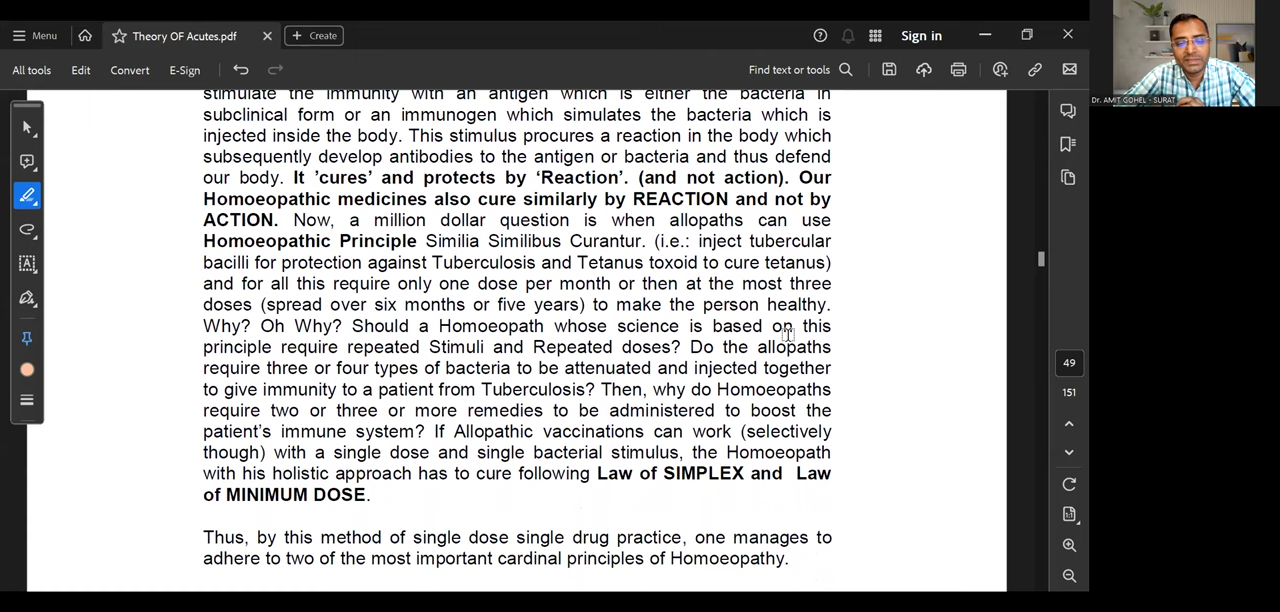 Menu
Theory OF Acutes.pdf
Create
Sign in
All tools
Edit
Convert
E-Sign
Find text or tools
Dr. AMIT GOHEL - SURAT
stimulate the immunity with an antigen which is either the bacteria in
subclinical form or an immunogen which simulates the bacteria which is
injected inside the body. This stimulus procures a reaction in the body which
subsequently develop antibodies to the antigen or bacteria and thus defend
our body. It 'cures' and protects by 'Reaction'. (and not action). Our
Homoeopathic medicines also cure similarly by REACTION and not by
ACTION. Now, a million dollar question is when allopaths can use
Homoeopathic Principle Similia Similibus Curantur. (i.e.: inject tubercular
bacilli for protection against Tuberculosis and Tetanus toxoid to cure tetanus)
and for all this require only one dose per month or then at the most three
doses (spread over six months or five years) to make the person healthy.
Why? Oh Why? Should a Homoeopath whose science is based on this
principle require repeated Stimuli and Repeated doses? Do the allopaths
require three or four types of bacteria to be attenuated and injected together
to give immunity to a patient from Tuberculosis? Then, why do Homoeopaths
require two or three or more remedies to be administered to boost the
patient's immune system? If Allopathic vaccinations can work (selectively
though) with a single dose and single bacterial stimulus, the Homoeopath
with his holistic approach has to cure following Law of SIMPLEX and Law
of MINIMUM DOSE.
Thus, by this method of single dose single drug practice, one manages to
adhere to two of the most important cardinal principles of Homoeopathy.
49
151